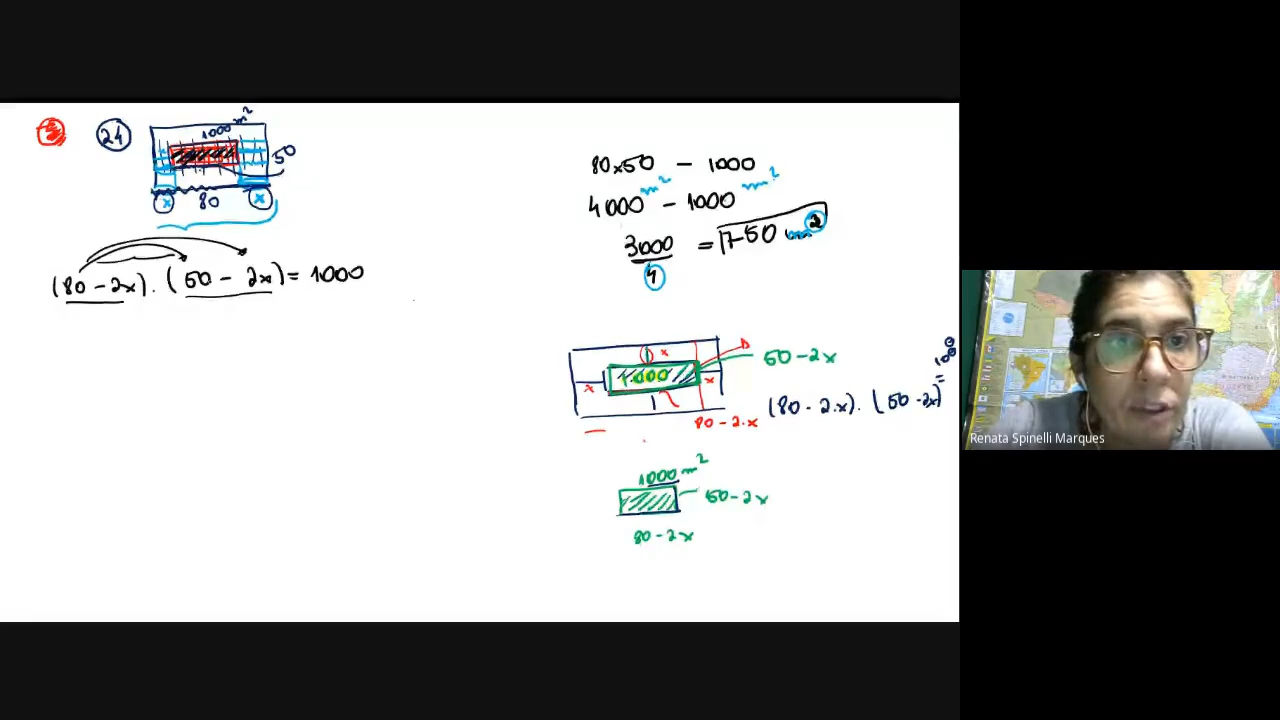 24
1000 m²
50
x 80 x
(80 - 2x) . (50 - 2x) = 1000
80x50 - 1000
4000 m² - 1000 m²
3000 = 750 m²
4
x
1000
50 - 2x
x x
80 - 2.x
(80 - 2.x) . (50 - 2x) = 1000
1000 m²
50 - 2x
80 - 2x
Renata Spinelli Marques